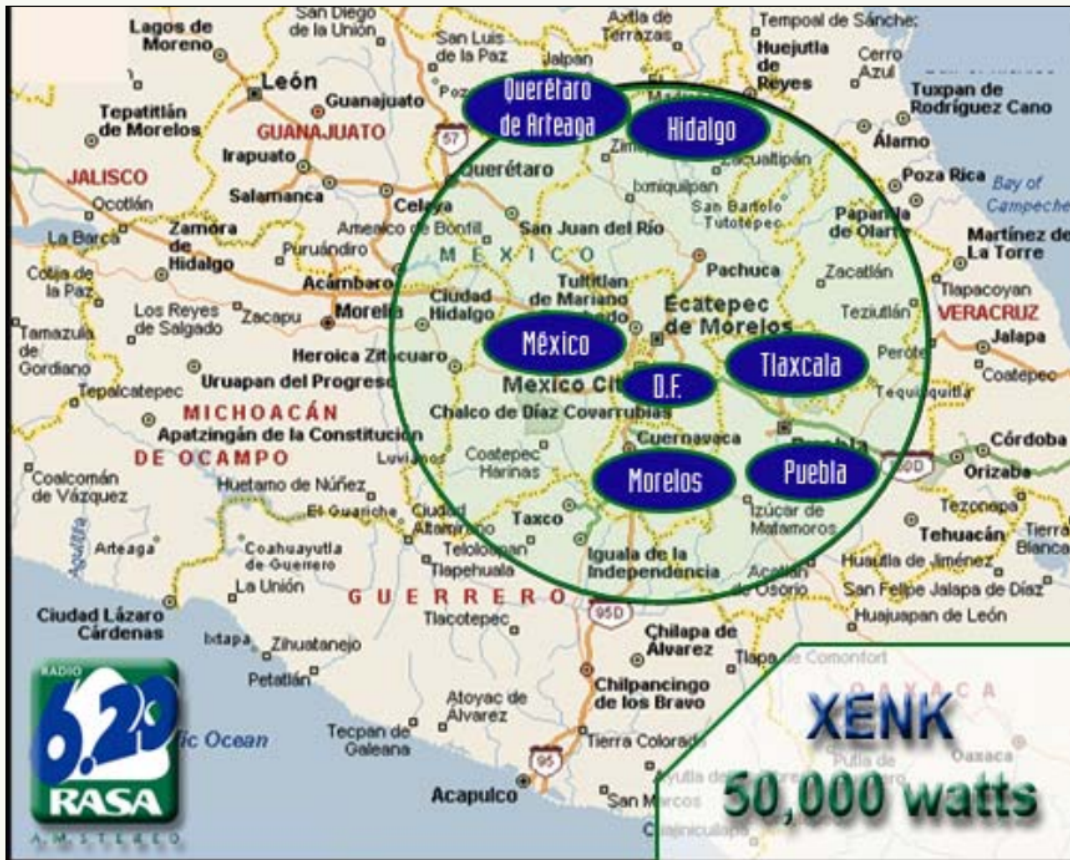 San Diego
de la Unión
Axtla de
Terrazas
Tempoal de Sánchez
Lagos de
Moreno
San Luis
de la Paz
Jalpan
Huejutla
de
Reyes
Cerro
Azul
León
Guanajuato
Querétaro
de Arteaga
Hidalgo
Tuxpan de
Rodríguez Cano
Tepatitlán
de Morelos
GUANAJUATO
57
Álamo
Irapuato
Querétaro
Zacualtipán
JALISCO
Salamanca
Ixmiquilpan
Poza Rica
Bay of
Campeche
Ocotlán
Celaya
San Bartolo
Tutotepec
Papantla
de Olarte
La Barca
Zamora
de
Hidalgo
Puruándiro
Amealco de Bonfill
San Juan del Río
Martínez de
La Torre
MEXICO
Pachuca
Cotija de
la Paz
Acámbaro
Tultitlán
de Mariano
Zacatlán
Tlapacoyan
Los Reyes
de Salgado
Zacapu
Morelia
Ciudad
Hidalgo
Ecatepec
de Morelos
Teziutlán
VERACRUZ
Tamazula
de
Gordiano
México
Tlaxcala
Perote
Jalapa
Uruapan del Progreso
Heroica Zitácuaro
Coatepec
Tepalcatepec
Mexico City
D.F.
Tequisquitla
MICHOACÁN
DE OCAMPO
Chalco de Díaz Covarrubias
Apatzingán de la Constitución
Cuernavaca
Puebla
Córdoba
Luvianos
Coatepec
Harinas
Morelos
Puebla
Orizaba
Coalcomán
de Vázquez
Huetamo de Núñez
Izúcar de
Matamoros
Tezonapa
El Guariche
Ciudad
Altamirano
Taxco
Tehuacán
Tierra
Blanca
Arteaga
Coahuayutla
de Guerrero
Teloloapan
Iguala de la
Independencia
Huautla de Jiménez
La Unión
Tlapehuala
Acatlán
de Osorio
San Felipe Jalapa de Díaz
Ciudad Lázaro
Cárdenas
GUERRERO
95D
Huajuapan de León
Tlacotepec
Ixtapa
Zihuatanejo
Chilapa de
Álvarez
Tlapa de Comonfort
Petatlán
Chilpancingo
de los Bravo
OAXACA
Atoyac de
Álvarez
XENK
Tecpan de
Galeana
Tierra Colorada
Oaxaca
95
Acapulco
San Marcos
50,000 watts
RADIO
6.20
RASA
A.M. STEREO